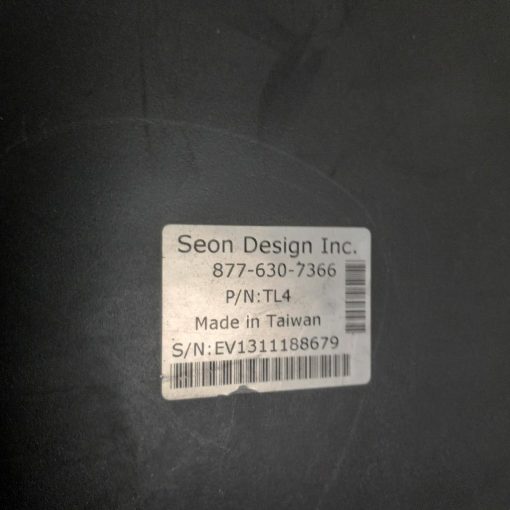 Seon Design Inc.
877-630-7366
P/N:TL4
Made in Taiwan
S/N:EV1311188679